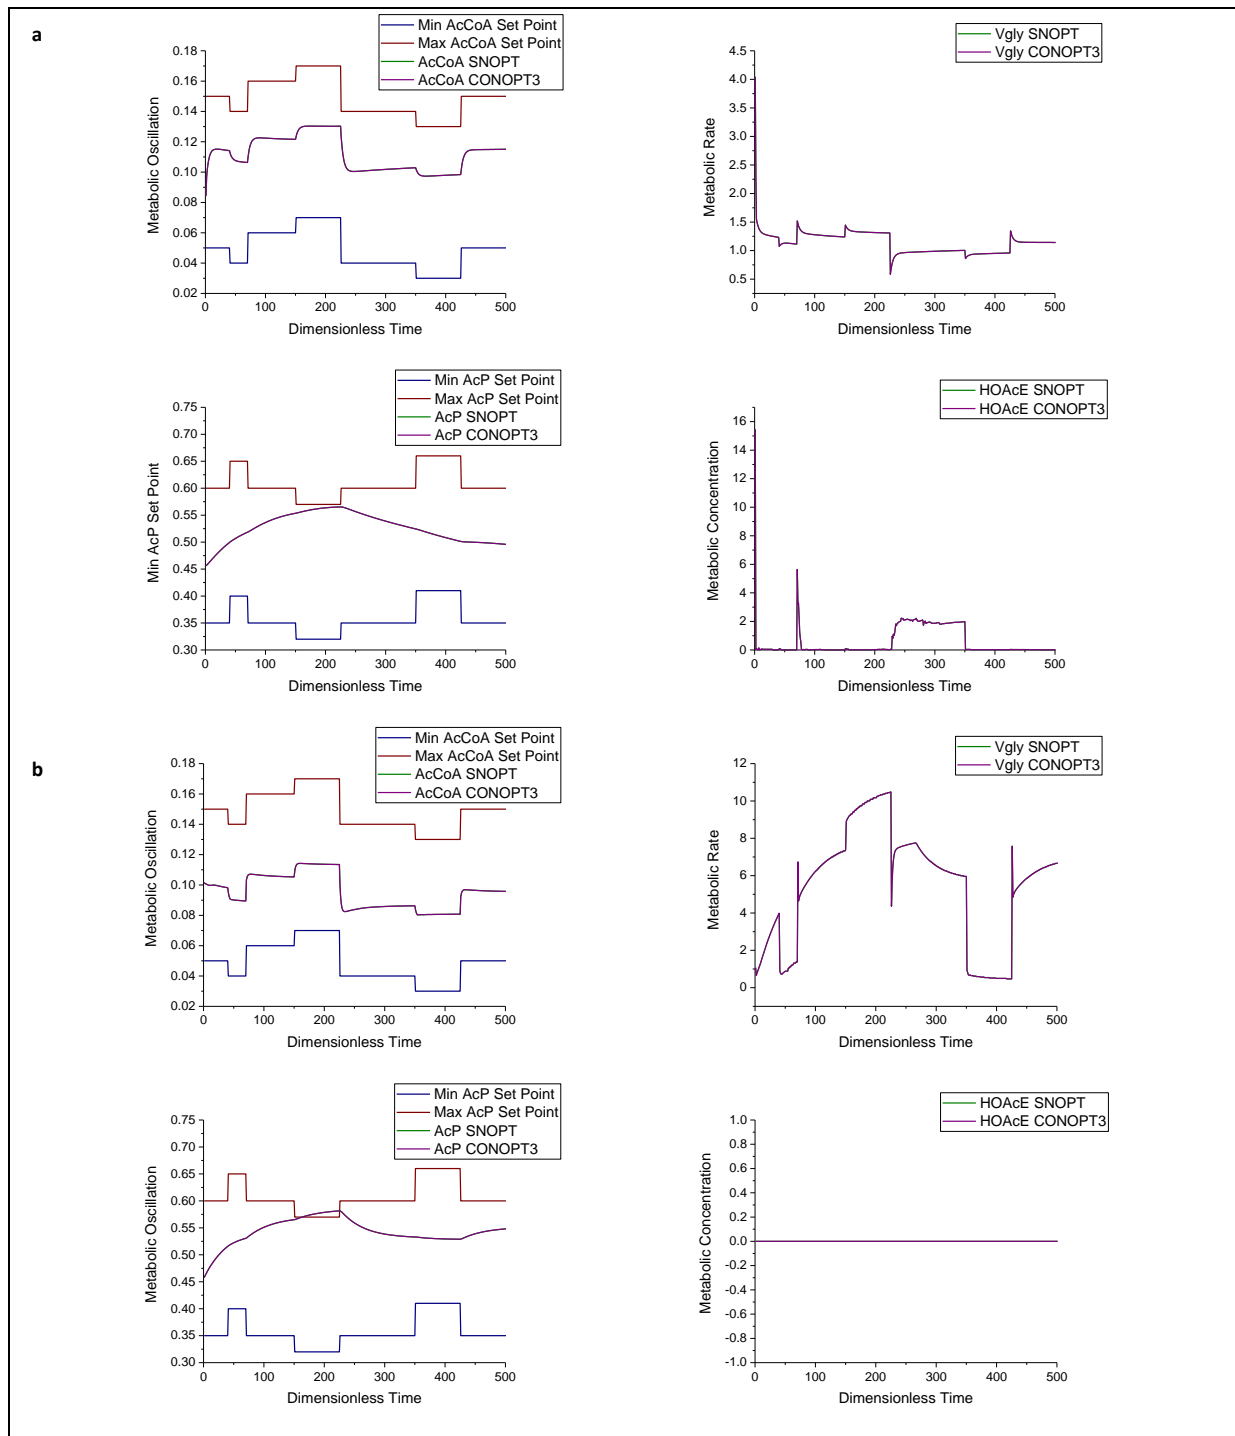 a
Min AcCoA Set Point
Max AcCoA Set Point
AcCoA SNOPT
AcCoA CONOPT3
0.18
0.16
0.14
0.12
0.10
0.08
0.06
0.04
0.02
Metabolic Oscillation
0 100 200 300 400 500
Dimensionless Time
Vgly SNOPT
Vgly CONOPT3
4.5
4.0
3.5
3.0
2.5
2.0
1.5
1.0
0.5
Metabolic Rate
0 100 200 300 400 500
Dimensionless Time
Min AcP Set Point
Max AcP Set Point
AcP SNOPT
AcP CONOPT3
0.75
0.70
0.65
0.60
0.55
0.50
0.45
0.40
0.35
0.30
Min AcP Set Point
0 100 200 300 400 500
Dimensionless Time
HOAcE SNOPT
HOAcE CONOPT3
16
14
12
10
8
6
4
2
0
Metabolic Concentration
0 100 200 300 400 500
Dimensionless Time
b
Min AcCoA Set Point
Max AcCoA Set Point
AcCoA SNOPT
AcCoA CONOPT3
0.18
0.16
0.14
0.12
0.10
0.08
0.06
0.04
0.02
Metabolic Oscillation
0 100 200 300 400 500
Dimensionless Time
Vgly SNOPT
Vgly CONOPT3
12
10
8
6
4
2
0
Metabolic Rate
0 100 200 300 400 500
Dimensionless Time
Min AcP Set Point
Max AcP Set Point
AcP SNOPT
AcP CONOPT3
0.75
0.70
0.65
0.60
0.55
0.50
0.45
0.40
0.35
0.30
Metabolic Oscillation
0 100 200 300 400 500
Dimensionless Time
HOAcE SNOPT
HOAcE CONOPT3
1.0
0.8
0.6
0.4
0.2
0.0
-0.2
-0.4
-0.6
-0.8
-1.0
Metabolic Concentration
0 100 200 300 400 500
Dimensionless Time